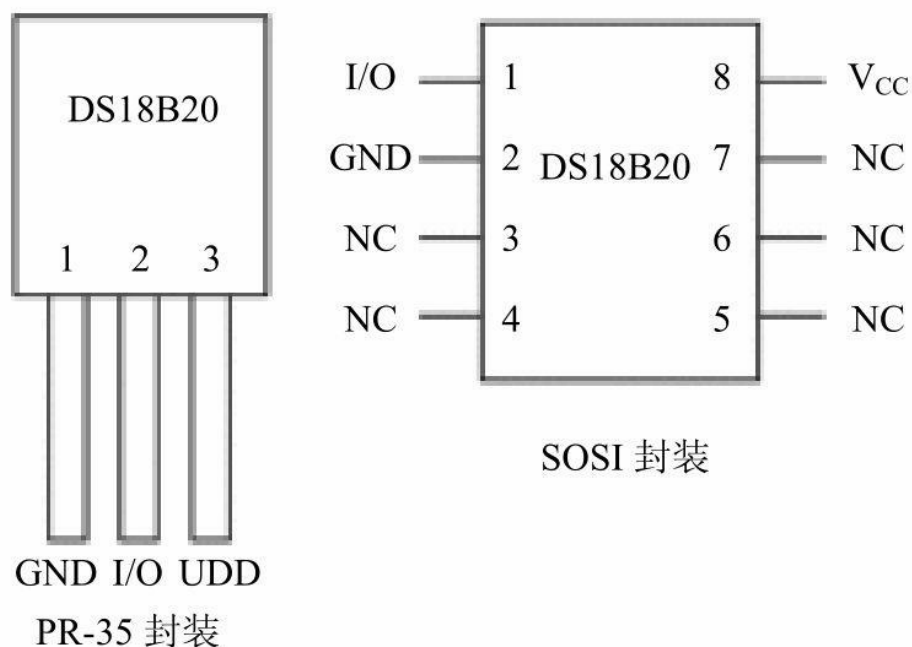 DS18B20
1 2 3
GND I/O UDD
PR-35 封装
I/O 1 8 VCC
GND 2 DS18B20 7 NC
NC 3 6 NC
NC 4 5 NC
SOSI 封装